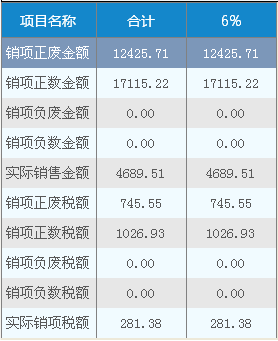 项目名称 合计 6%
销项正废金额 12425.71 12425.71
销项正数金额 17115.22 17115.22
销项负废金额 0.00 0.00
销项负数金额 0.00 0.00
实际销售金额 4689.51 4689.51
销项正废税额 745.55 745.55
销项正数税额 1026.93 1026.93
销项负废税额 0.00 0.00
销项负数税额 0.00 0.00
实际销项税额 281.38 281.38